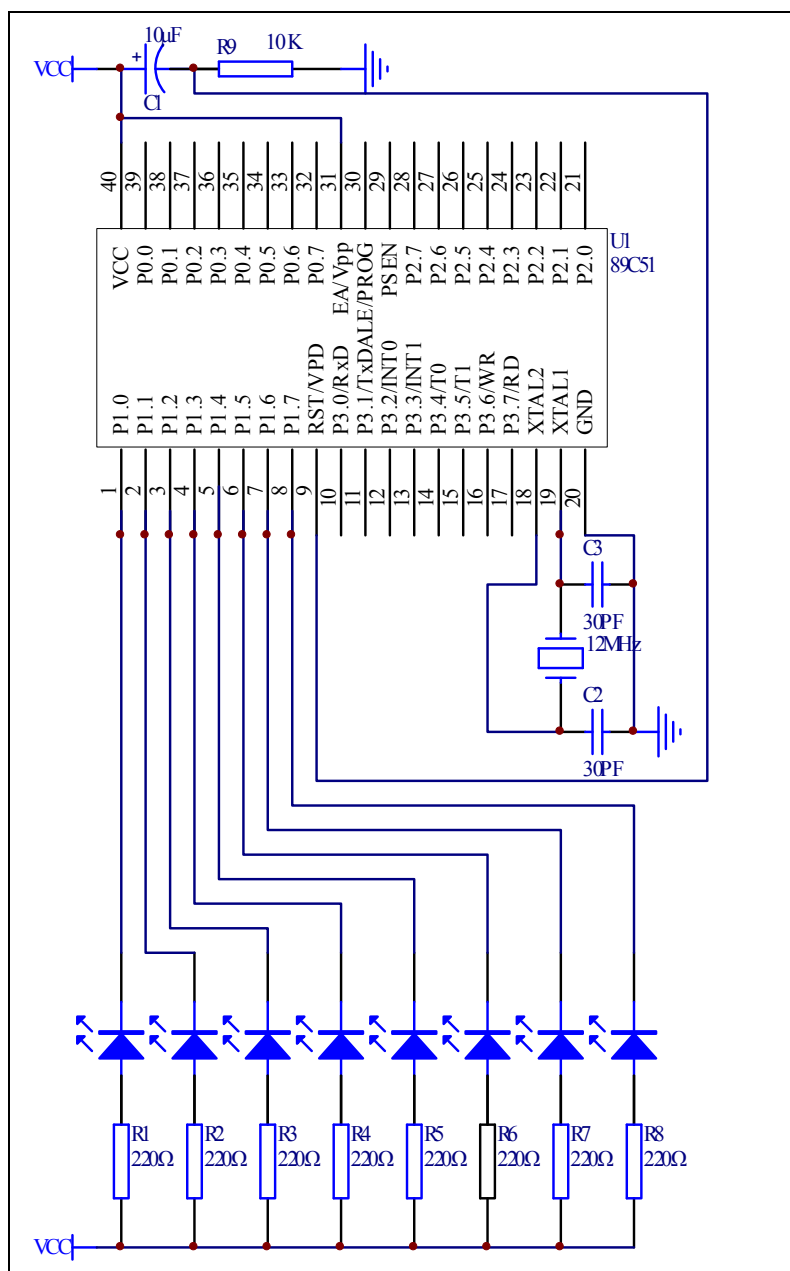 10μF
R9
10K
VCC
+
C1
40
39
38
37
36
35
34
33
32
31
30
29
28
27
26
25
24
23
22
21
VCC
P0.0
P0.1
P0.2
P0.3
P0.4
P0.5
P0.6
P0.7
EA/Vpp
ALE/PROG
PSEN
P2.7
P2.6
P2.5
P2.4
P2.3
P2.2
P2.1
P2.0
U1
89C51
P1.0
P1.1
P1.2
P1.3
P1.4
P1.5
P1.6
P1.7
RST/VPD
P3.0/RxD
P3.1/TxD
P3.2/INT0
P3.3/INT1
P3.4/T0
P3.5/T1
P3.6/WR
P3.7/RD
XTAL2
XTAL1
GND
1
2
3
4
5
6
7
8
9
10
11
12
13
14
15
16
17
18
19
20
C3
30PF
12MHz
C2
30PF
R1
220Ω
R2
220Ω
R3
220Ω
R4
220Ω
R5
220Ω
R6
220Ω
R7
220Ω
R8
220Ω
VCC